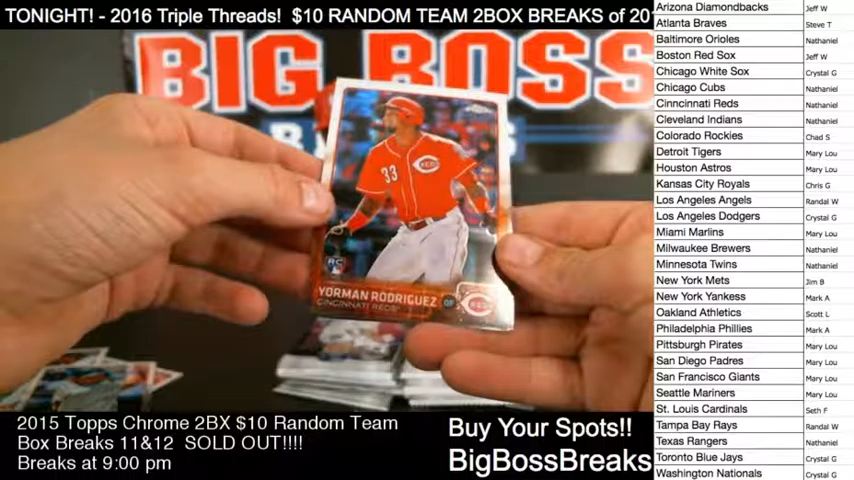 TONIGHT! - 2016 Triple Threads! $10 RANDOM TEAM 2BOX BREAKS of 20
BIG BOSS
33
REDS
RC
YORMAN RODRIGUEZ OF
CINCINNATI REDS
REDS
2015 Topps Chrome 2BX $10 Random Team
Box Breaks 11&12 SOLD OUT!!!!
Breaks at 9:00 pm
Buy Your Spots!!
BigBossBreaks
Arizona Diamondbacks Jeff W
Atlanta Braves Steve T
Baltimore Orioles Nathaniel
Boston Red Sox Jeff W
Chicago White Sox Crystal G
Chicago Cubs Nathaniel
Cinncinnati Reds Nathaniel
Cleveland Indians Nathaniel
Colorado Rockies Chad S
Detroit Tigers Mary Lou
Houston Astros Mary Lou
Kansas City Royals Chris G
Los Angeles Angels Randal W
Los Angeles Dodgers Crystal G
Miami Marlins Mary Lou
Milwaukee Brewers Nathaniel
Minnesota Twins Nathaniel
New York Mets Jim B
New York Yankess Mark A
Oakland Athletics Scott L
Philadelphia Phillies Mark A
Pittsburgh Pirates Mary Lou
San Diego Padres Mary Lou
San Francisco Giants Mary Lou
Seattle Mariners Mary Lou
St. Louis Cardinals Seth F
Tampa Bay Rays Randal W
Texas Rangers Nathaniel
Toronto Blue Jays Crystal G
Washington Nationals Crystal G